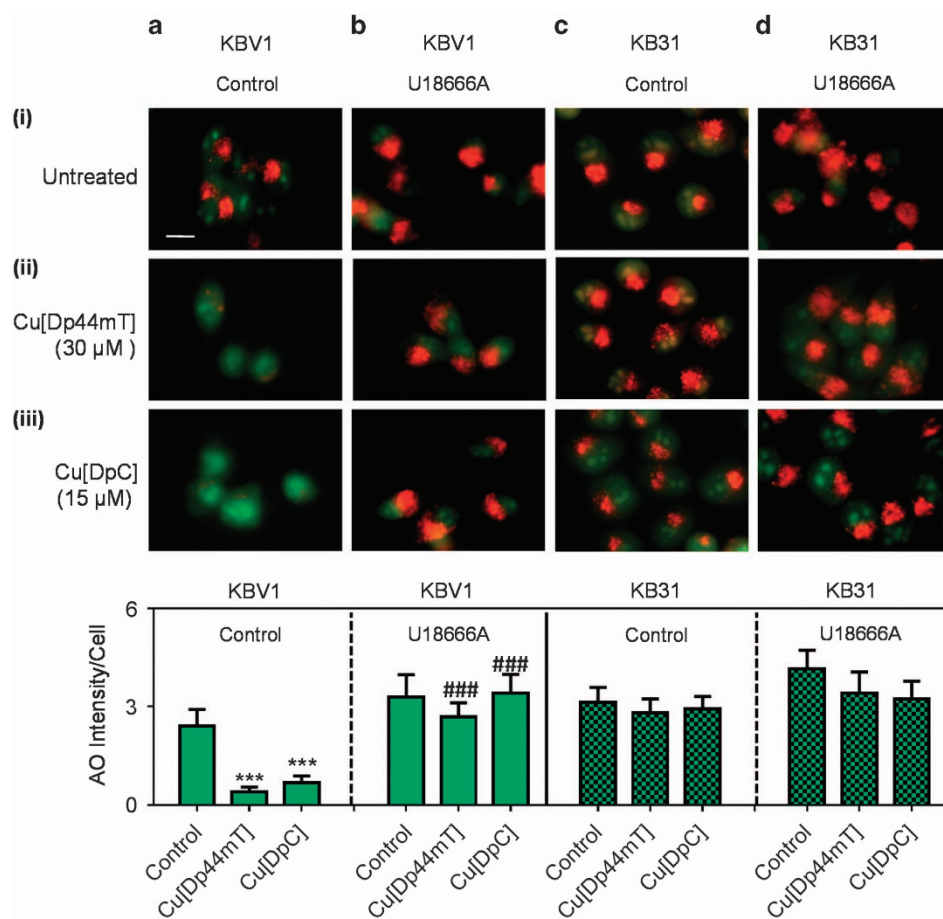 a b c d
KBV1 KBV1 KB31 KB31
Control U18666A Control U18666A
(i)
Untreated
(ii)
Cu[Dp44mT]
(30 μM )
(iii)
Cu[DpC]
(15 μM)
KBV1 KBV1 KB31 KB31
Control U18666A Control U18666A
AO Intensity/Cell
6
3
0
*** *** ### ###
Control Cu[Dp44mT] Cu[DpC] Control Cu[Dp44mT] Cu[DpC] Control Cu[Dp44mT] Cu[DpC] Control Cu[Dp44mT] Cu[DpC]